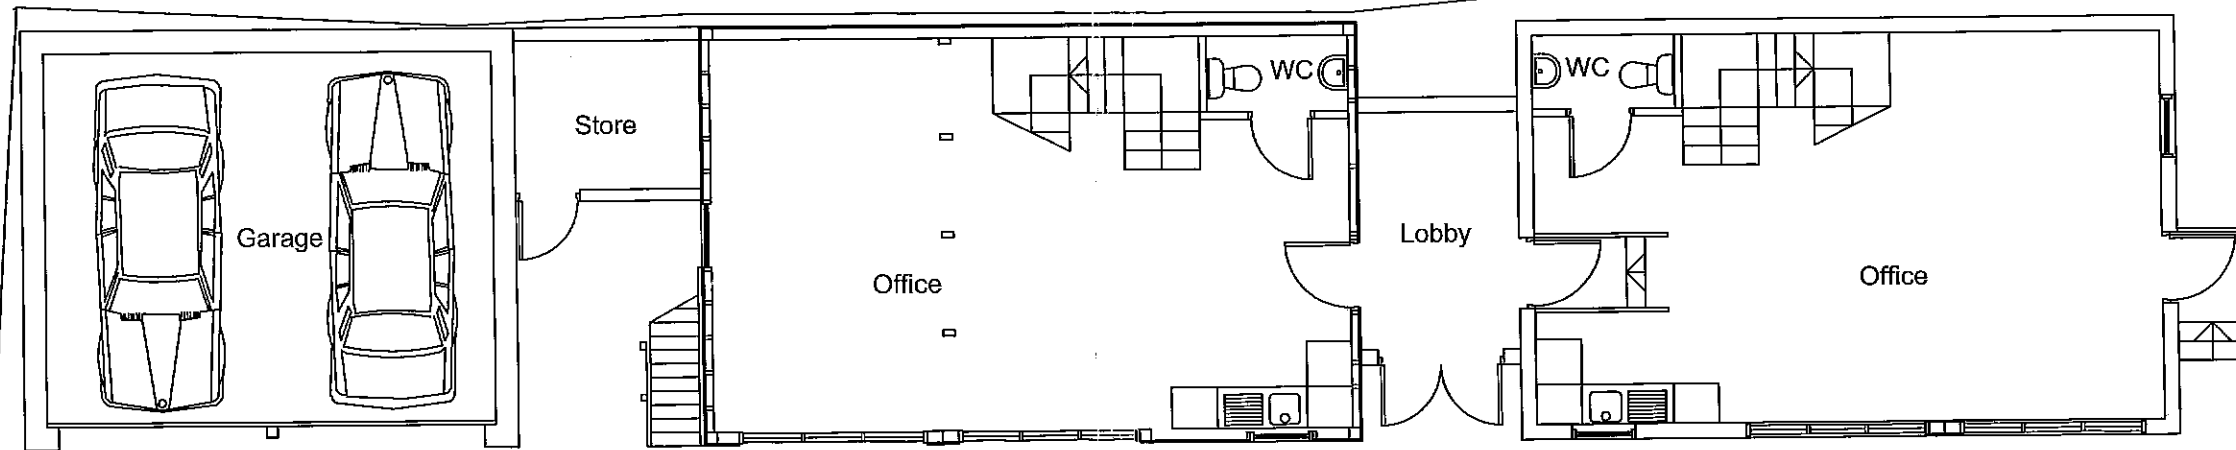 WC
WC
Store
Garage
Lobby
Office
Office